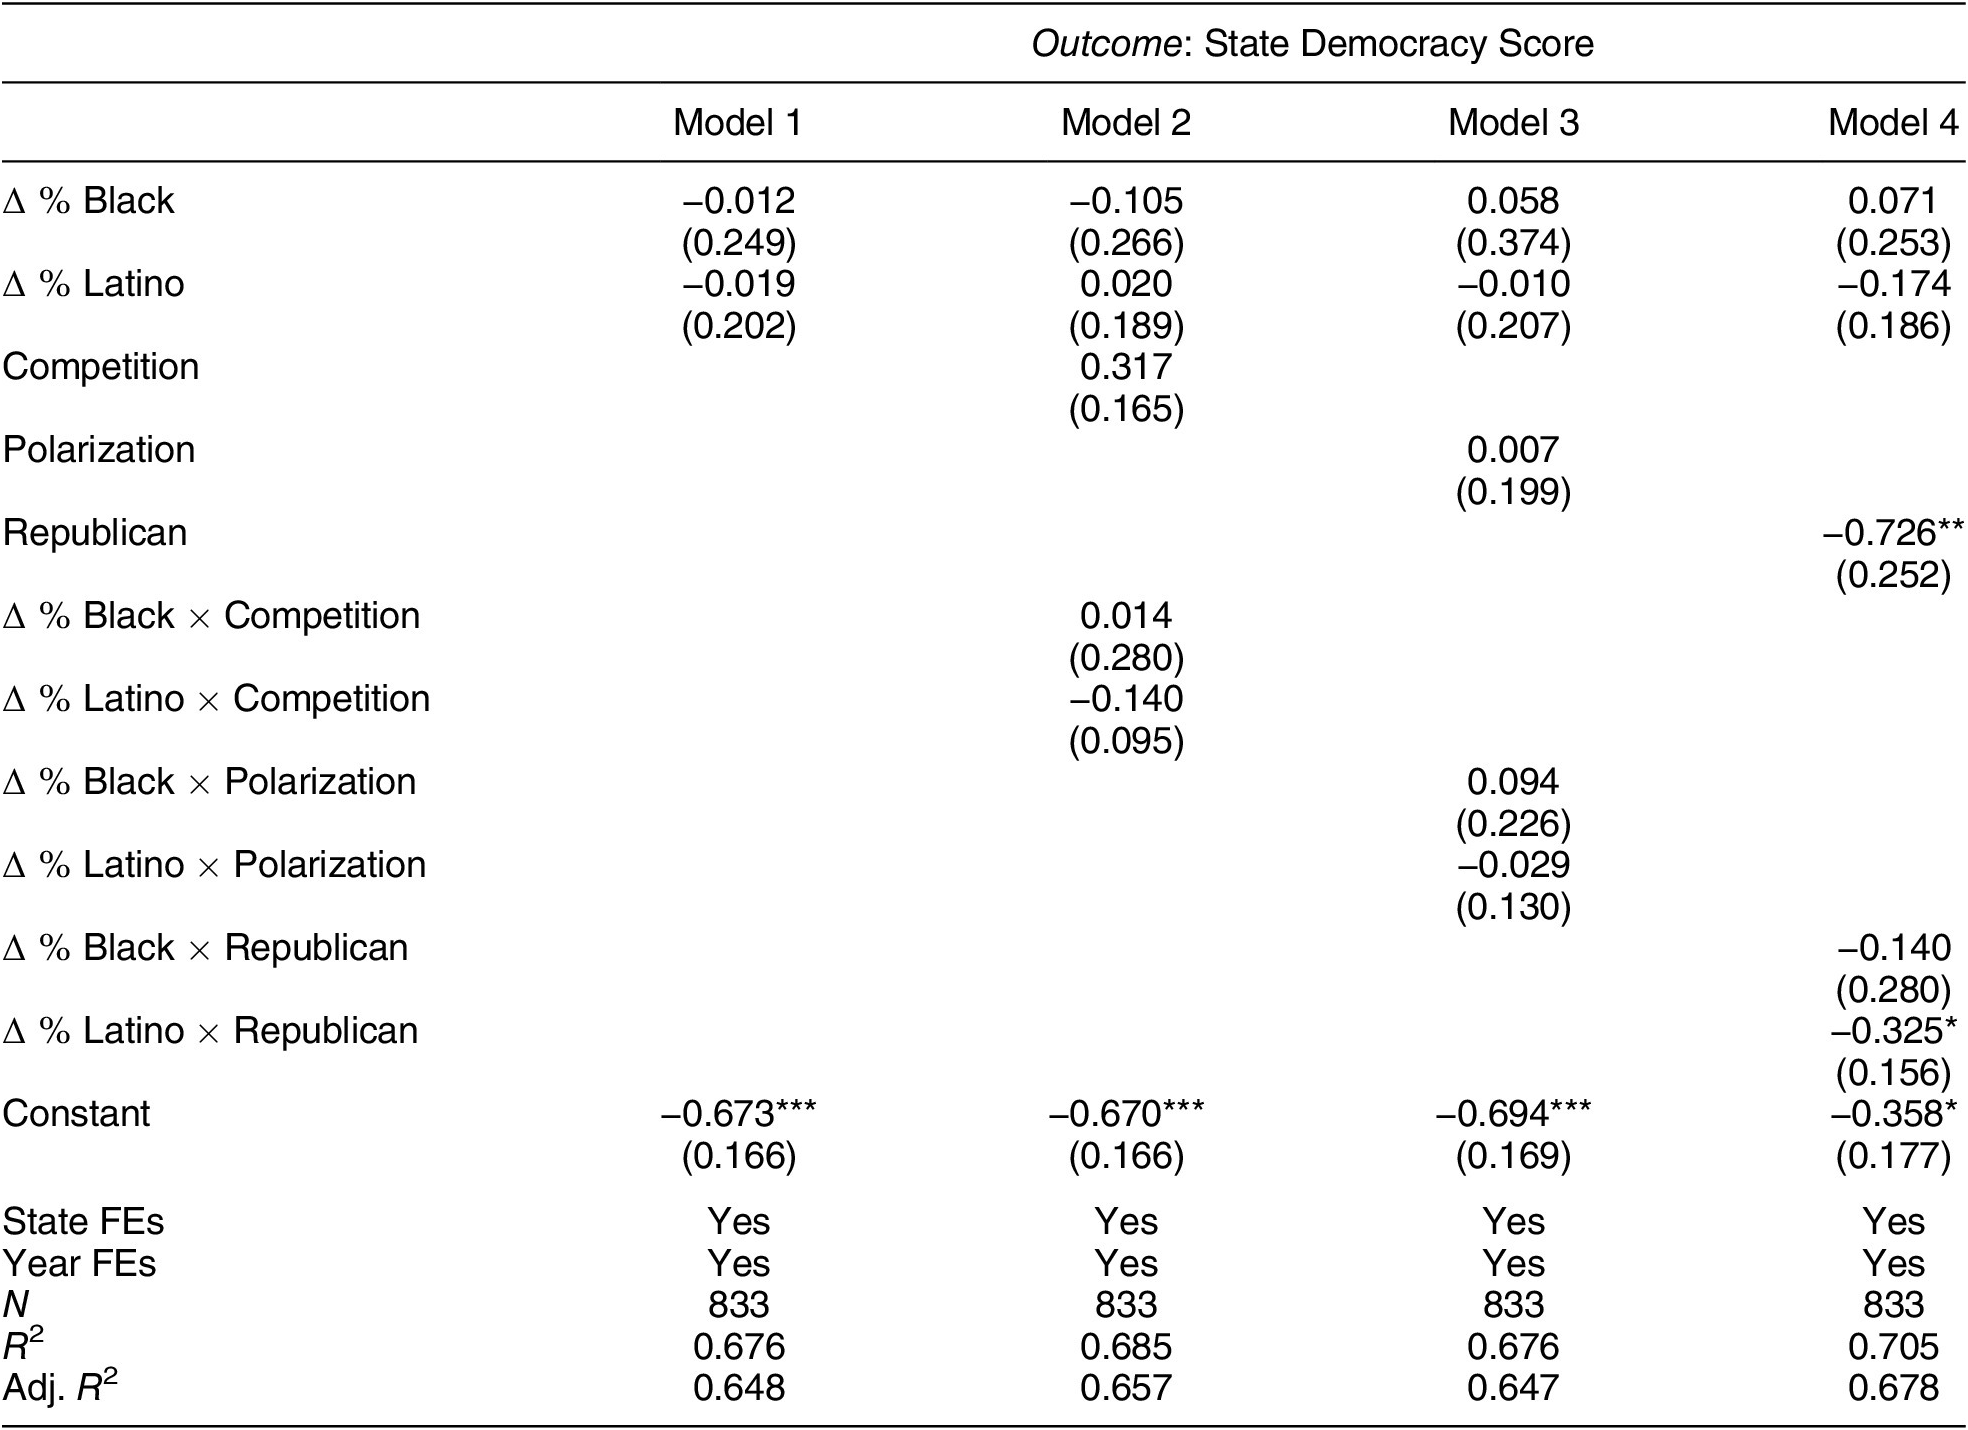 Outcome: State Democracy Score
Model 1 Model 2 Model 3 Model 4
Δ % Black −0.012 −0.105 0.058 0.071
(0.249) (0.266) (0.374) (0.253)
Δ % Latino −0.019 0.020 −0.010 −0.174
(0.202) (0.189) (0.207) (0.186)
Competition 0.317
(0.165)
Polarization 0.007
(0.199)
Republican −0.726**
(0.252)
Δ % Black × Competition 0.014
(0.280)
Δ % Latino × Competition −0.140
(0.095)
Δ % Black × Polarization 0.094
(0.226)
Δ % Latino × Polarization −0.029
(0.130)
Δ % Black × Republican −0.140
(0.280)
Δ % Latino × Republican −0.325*
(0.156)
Constant −0.673*** −0.670*** −0.694*** −0.358*
(0.166) (0.166) (0.169) (0.177)
State FEs Yes Yes Yes Yes
Year FEs Yes Yes Yes Yes
N 833 833 833 833
R² 0.676 0.685 0.676 0.705
Adj. R² 0.648 0.657 0.647 0.678